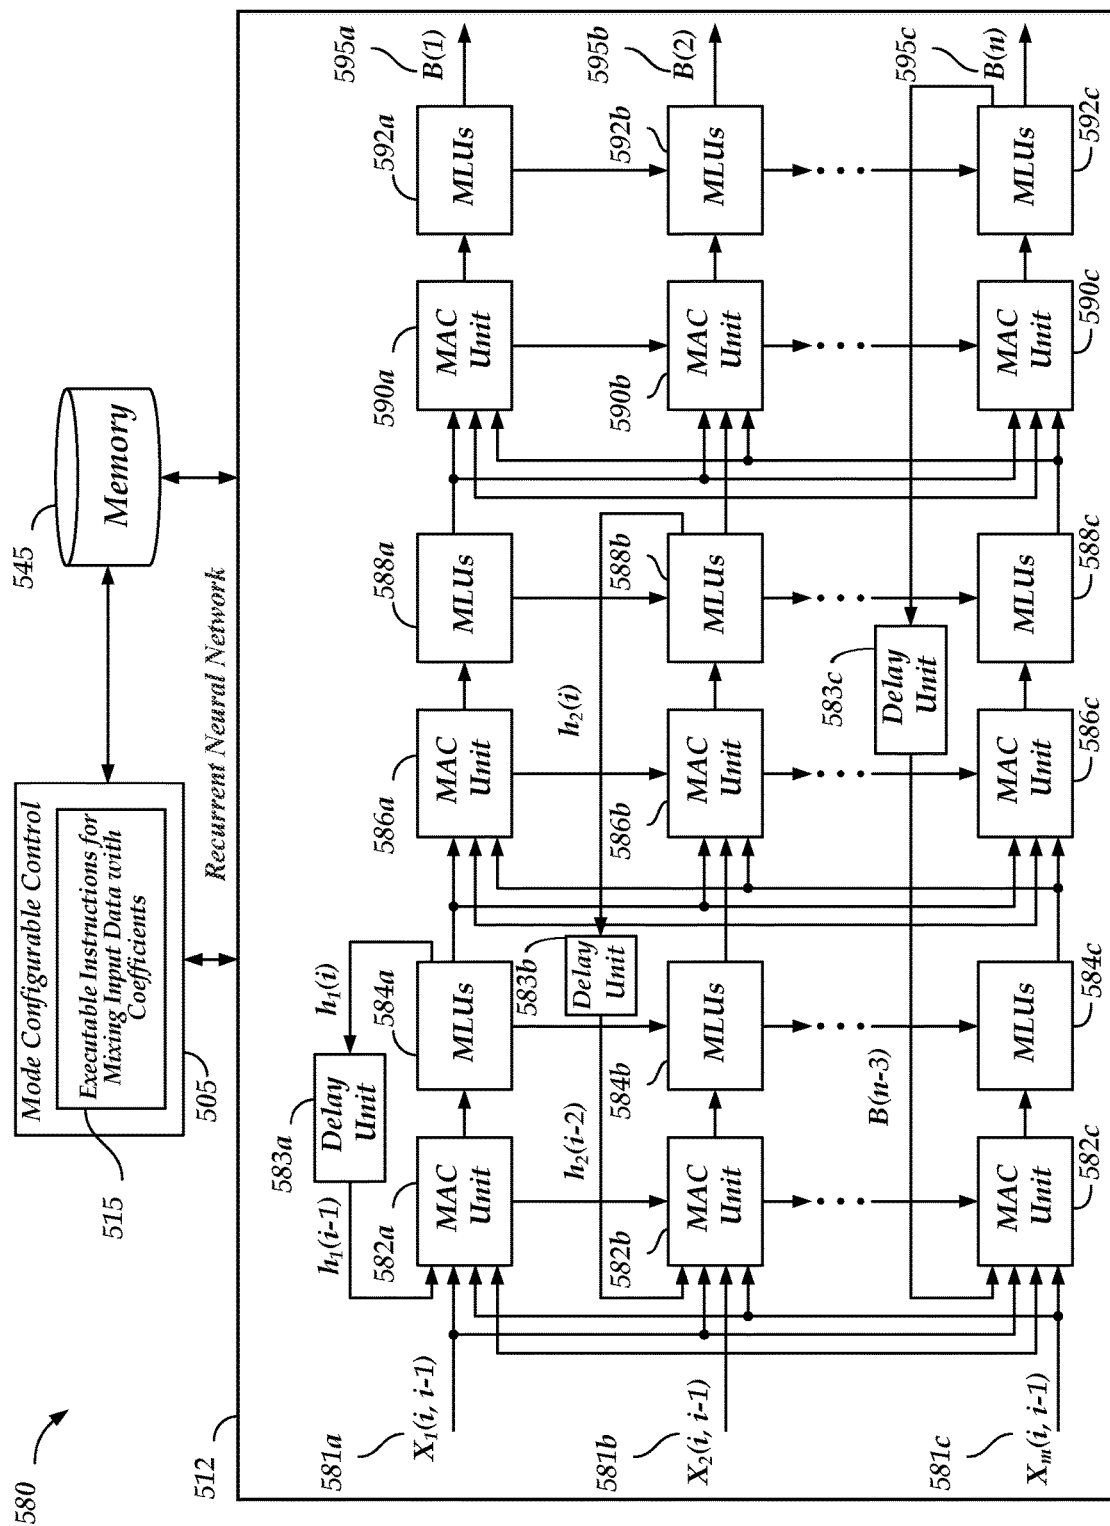 580
Mode Configurable Control
Executable Instructions for
Mixing Input Data with
Coefficients
515
505
545
Memory
512
Recurrent Neural Network
583a
h₁(i-1)
Delay
Unit
h₁(i)
581a
X₁(i, i-1)
582a
MAC
Unit
584a
MLUs
586a
MAC
Unit
588a
MLUs
590a
MAC
Unit
592a
MLUs
595a
B(1)
h₂(i-2)
583b
Delay
Unit
h₂(i)
581b
X₂(i, i-1)
582b
MAC
Unit
584b
MLUs
586b
MAC
Unit
588b
MLUs
590b
MAC
Unit
592b
MLUs
595b
B(2)
B(n-3)
583c
Delay
Unit
581c
Xₘ(i, i-1)
MAC
Unit
582c
MLUs
584c
MAC
Unit
586c
MLUs
588c
MAC
Unit
590c
MLUs
592c
595c
B(n)